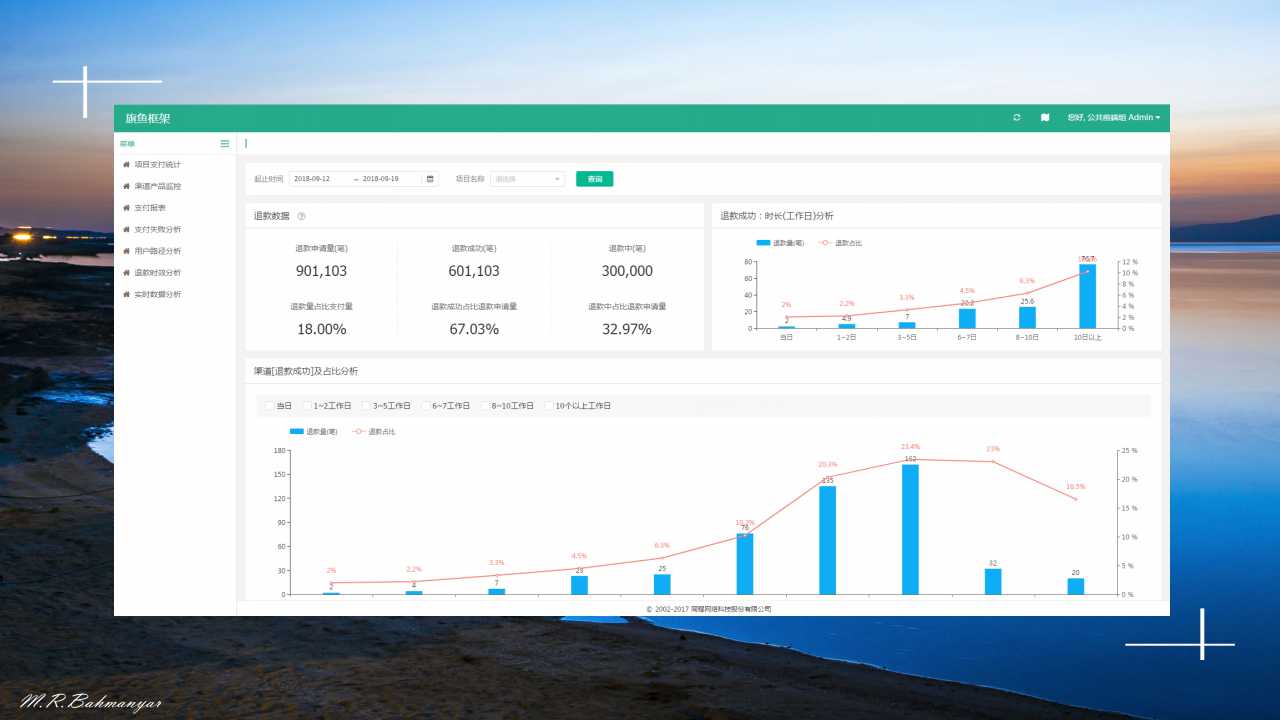 旗鱼框架
您好, 公共前端组 Admin
菜单
项目支付统计
渠道产品监控
支付报表
支付失败分析
用户路径分析
退款时效分析
实时数据分析
起止时间 2018-09-12 ~ 2018-09-19 项目名称 请选择 查询
退款数据
退款申请量(笔) 退款成功(笔) 退款中(笔)
901,103 601,103 300,000
退款量占比支付量 退款成功占比退款申请量 退款中占比退款申请量
18.00% 67.03% 32.97%
退款成功：时长(工作日)分析
退款量(笔) 退款占比
80 60 40 20 0
2% 2.2% 3.3% 4.5% 6.3%
2 4.9 7 22.2 25.6 76.7
12 % 10 % 8 % 6 % 4 % 2 % 0 %
当日 1~2日 3~5日 6~7日 8~10日 10日以上
渠道[退款成功]及占比分析
当日 1~2工作日 3~5工作日 6~7工作日 8~10工作日 10个以上工作日
退款量(笔) 退款占比
180 150 120 90 60 30 0
2% 2.2% 3.3% 4.5% 6.3% 10.2% 20.3% 23.4% 23% 16.5%
2 4 7 23 25 76 135 162 32 20
25 % 20 % 15 % 10 % 5 % 0 %
© 2002-2017 同程网络科技股份有限公司
M.R.Bahmanyar